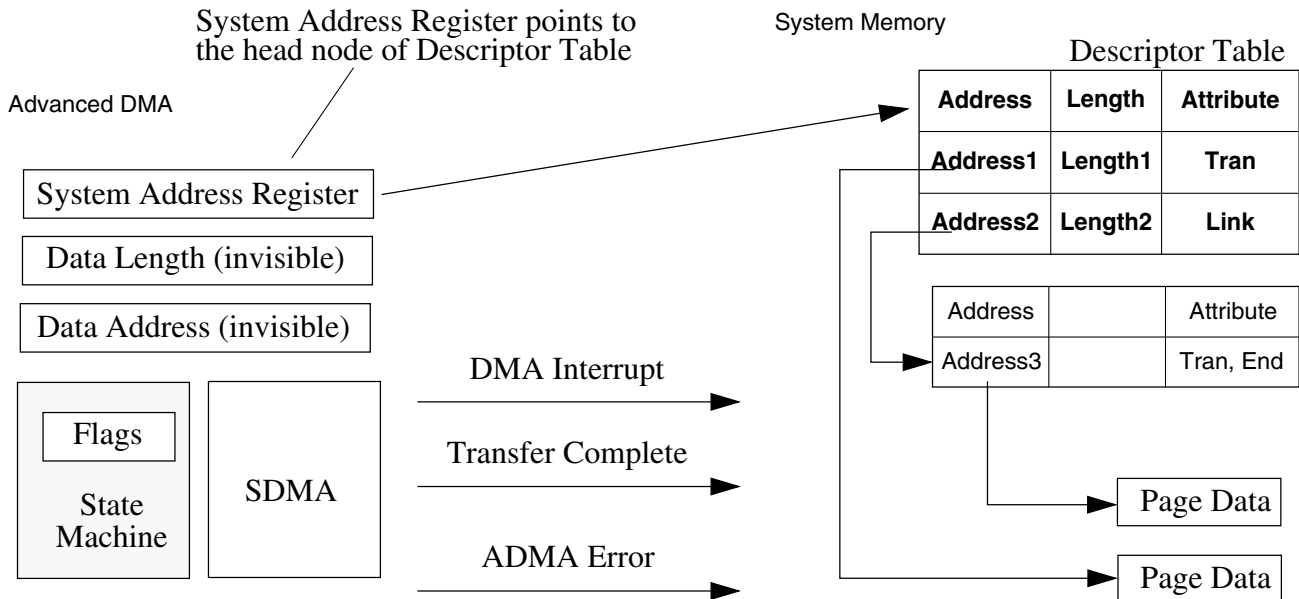 System Address Register points to
the head node of Descriptor Table
System Memory
Descriptor Table
Advanced DMA
Address Length Attribute
Address1 Length1 Tran
Address2 Length2 Link
System Address Register
Data Length (invisible)
Data Address (invisible)
Address Attribute
Address3 Tran, End
Flags
State
Machine
SDMA
DMA Interrupt
Transfer Complete
ADMA Error
Page Data
Page Data